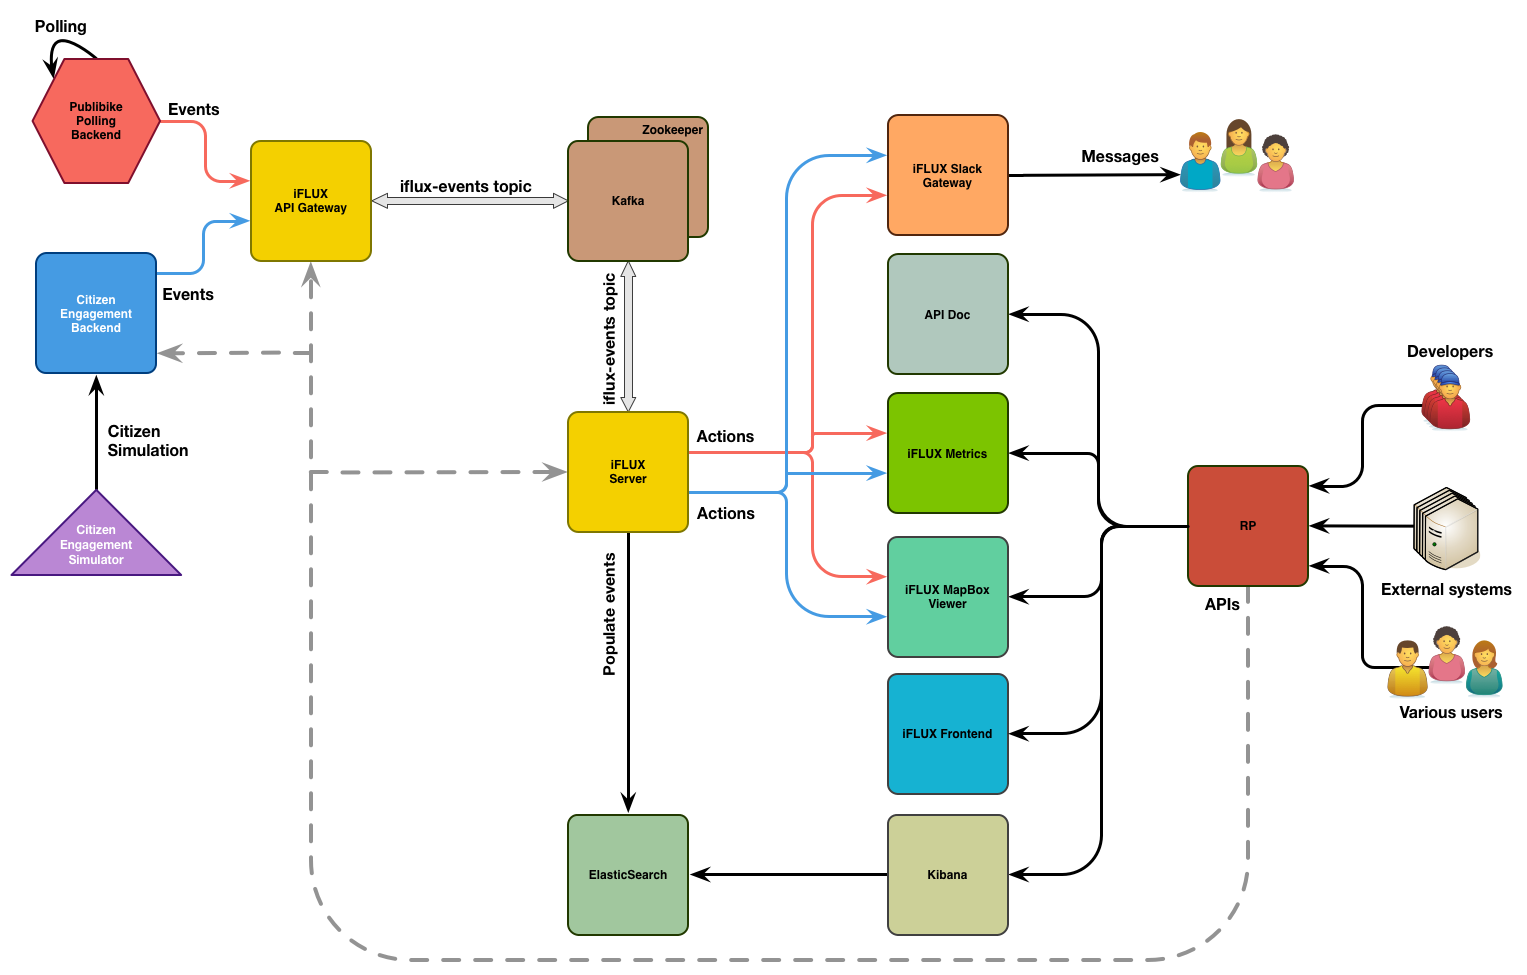 Polling
Publibike
Polling
Backend
Events
iFLUX
API Gateway
iflux-events topic
Zookeeper
Kafka
iFLUX Slack
Gateway
Messages
Citizen
Engagement
Backend
Events
iflux-events topic
API Doc
Developers
Citizen
Simulation
Citizen
Engagement
Simulator
iFLUX
Server
Actions
Actions
iFLUX Metrics
RP
External systems
APIs
Populate events
iFLUX MapBox
Viewer
Various users
iFLUX Frontend
ElasticSearch
Kibana